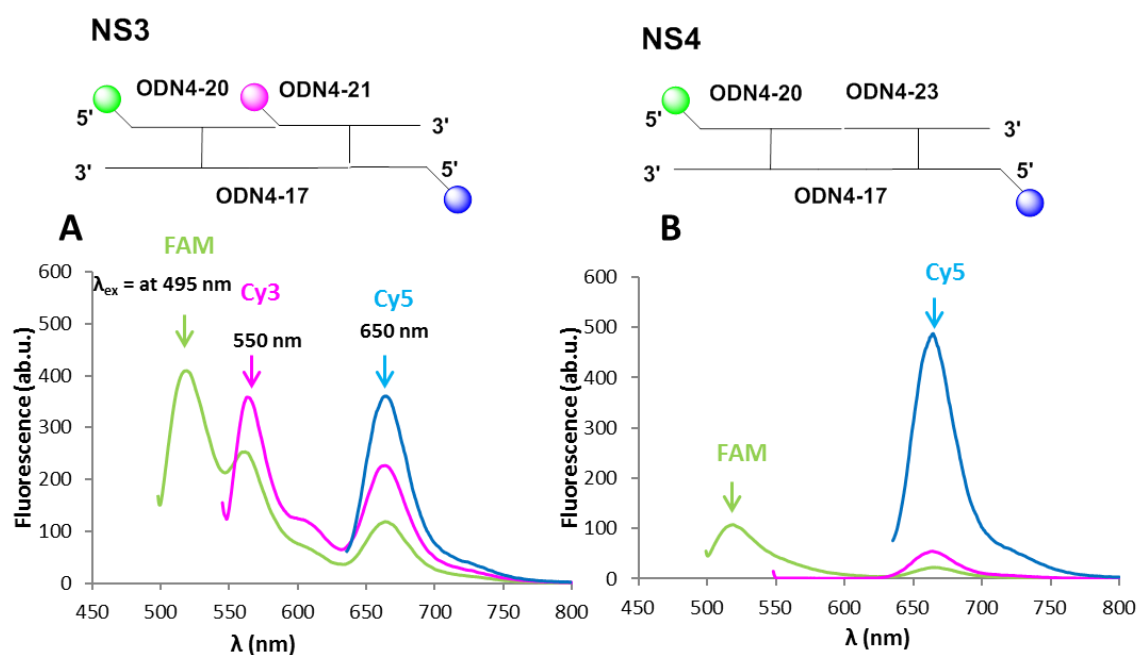 NS3
NS4
ODN4-20 ODN4-21
5'
3'
3'
5'
ODN4-17
ODN4-20 ODN4-23
5'
3'
3'
5'
ODN4-17
A
FAM
λex = at 495 nm
Cy3
550 nm
Cy5
650 nm
Fluorescence (ab.u.)
600
500
400
300
200
100
0
450 500 550 600 650 700 750 800
λ (nm)
B
Cy5
FAM
Fluorescence (ab.u.)
600
500
400
300
200
100
0
450 500 550 600 650 700 750 800
λ (nm)